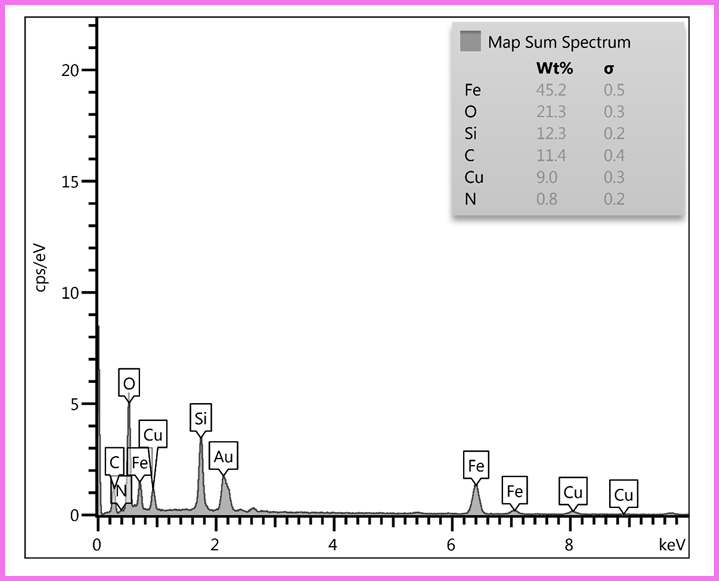 Map Sum Spectrum
Wt% σ
Fe 45.2 0.5
O 21.3 0.3
Si 12.3 0.2
C 11.4 0.4
Cu 9.0 0.3
N 0.8 0.2
20
15
cps/eV
10
5
0
O
Si
Cu
Au
C
Fe
N
Fe
Fe
Cu
Cu
0 2 4 6 8 keV